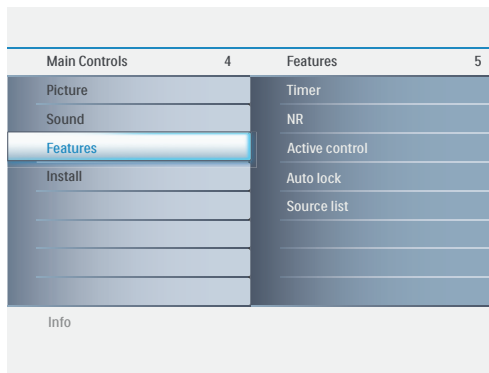 Main Controls 4 Features 5
Picture Timer
Sound NR
Features Active control
Install Auto lock
Source list
Info